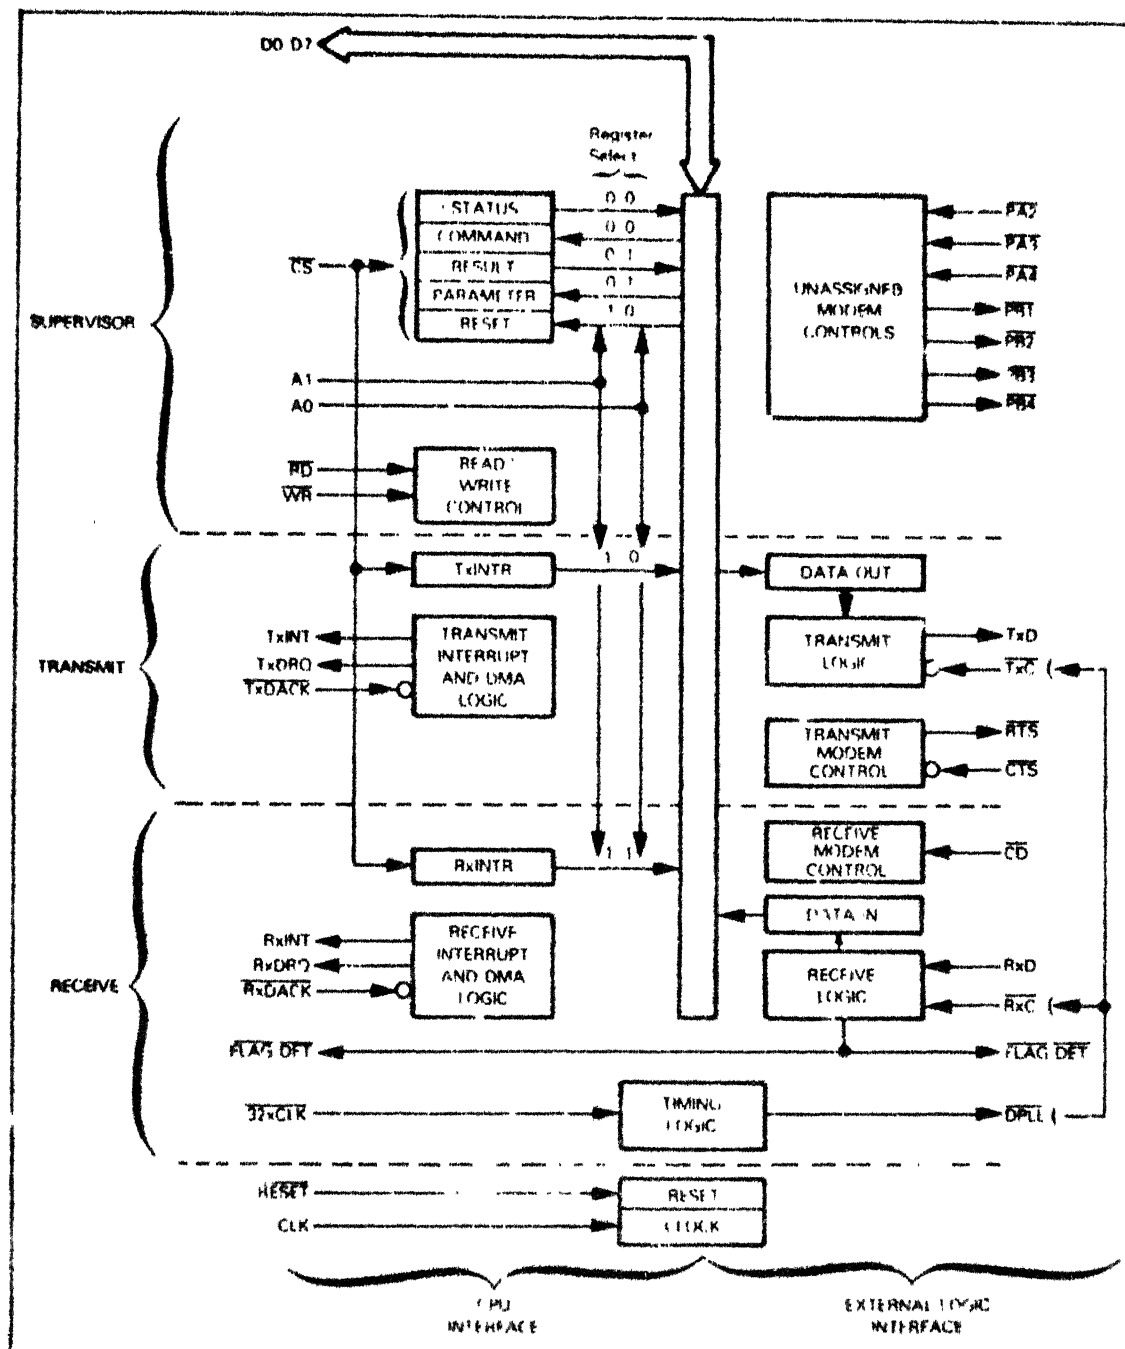 D0 D7
Register
Select
STATUS
0 0
COMMAND
0 0
RESULT
0 1
PARAMETER
0 1
RESET
1 0
CS
SUPERVISOR
A1
A0
RD
WR
READ
WRITE
CONTROL
UNASSIGNED
MODEM
CONTROLS
PA2
PA3
PA4
PB1
PB2
PB3
PB4
TxINTR
1 0
DATA OUT
TRANSMIT
TxINT
TxDRQ
TxDACK
TRANSMIT
INTERRUPT
AND DMA
LOGIC
TRANSMIT
LOGIC
TxD
TxC (
TRANSMIT
MODEM
CONTROL
RTS
CTS
RxINTR
1 1
RECEIVE
MODEM
CONTROL
CD
DATA IN
RECEIVE
RxINT
RxDRQ
RxDACK
RECEIVE
INTERRUPT
AND DMA
LOGIC
RECEIVE
LOGIC
RxD
RxC (
FLAG DET
FLAG DET
32xCLK
TIMING
LOGIC
DPLL (
RESET
RESET
CLK
CLOCK
CPU
INTERFACE
EXTERNAL LOGIC
INTERFACE